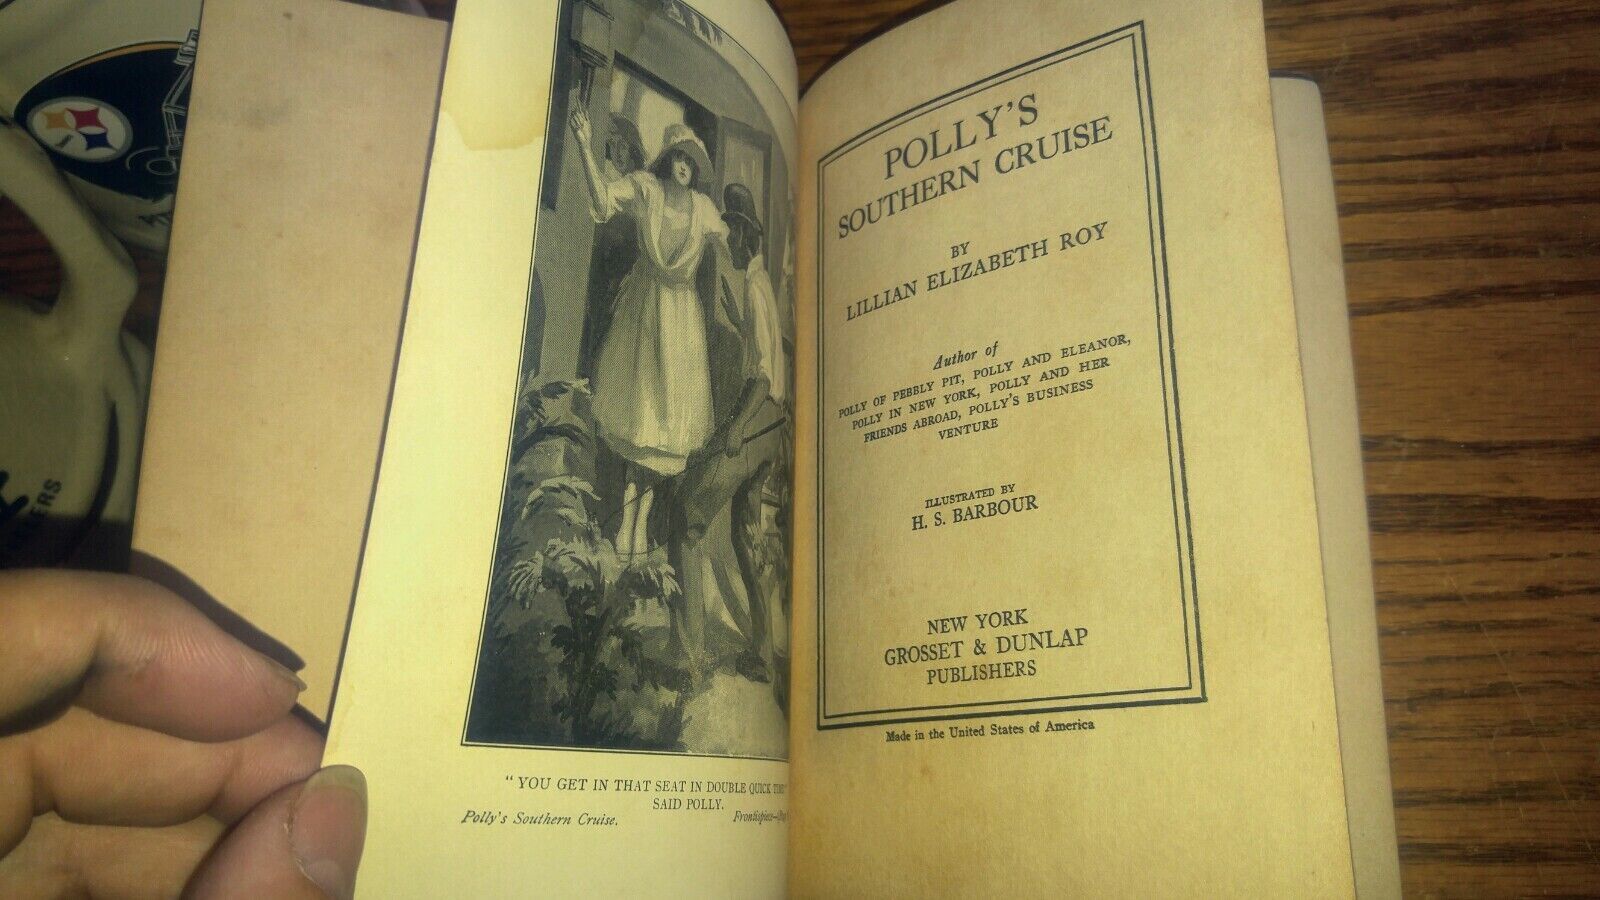 "YOU GET IN THAT SEAT IN DOUBLE QUICK
SAID POLLY.
Polly's Southern Cruise. Frontispiece—
POLLY'S
SOUTHERN CRUISE
BY
LILLIAN ELIZABETH ROY
Author of
POLLY OF PEBBLY PIT, POLLY AND ELEANOR,
POLLY IN NEW YORK, POLLY AND HER
FRIENDS ABROAD, POLLY'S BUSINESS
VENTURE
ILLUSTRATED BY
H. S. BARBOUR
NEW YORK
GROSSET & DUNLAP
PUBLISHERS
Made in the United States of America